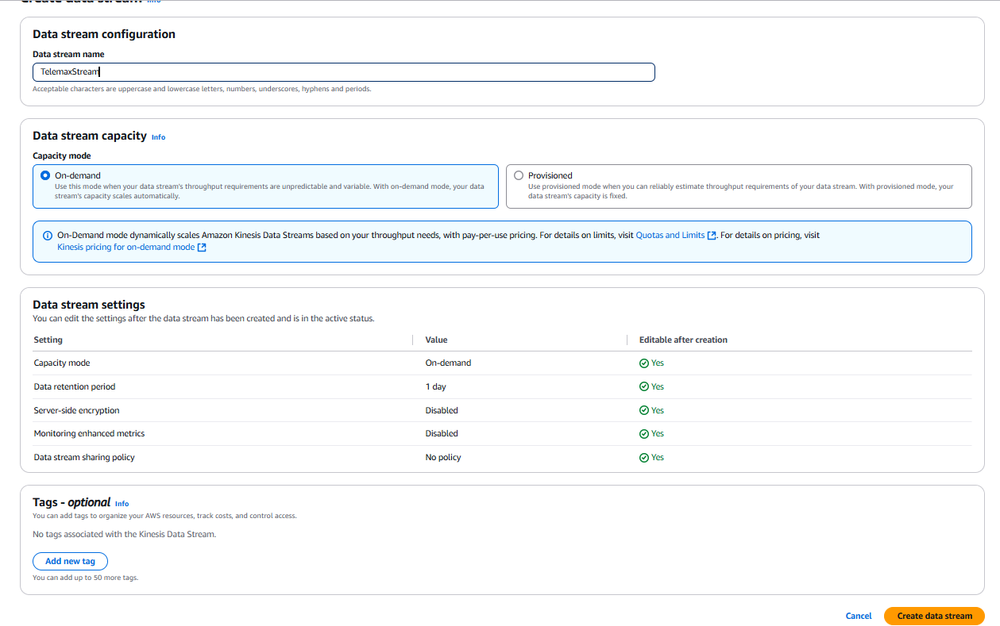 Create data stream Info
Data stream configuration
Data stream name
TelemaxStream
Acceptable characters are uppercase and lowercase letters, numbers, underscores, hyphens and periods.
Data stream capacity Info
Capacity mode
On-demand
Use this mode when your data stream's throughput requirements are unpredictable and variable. With on-demand mode, your data
stream's capacity scales automatically.
Provisioned
Use provisioned mode when you can reliably estimate throughput requirements of your data stream. With provisioned mode, your
data stream's capacity is fixed.
On-Demand mode dynamically scales Amazon Kinesis Data Streams based on your throughput needs, with pay-per-use pricing. For details on limits, visit Quotas and Limits. For details on pricing, visit
Kinesis pricing for on-demand mode
Data stream settings
You can edit the settings after the data stream has been created and is in the active status.
Setting Value Editable after creation
Capacity mode On-demand Yes
Data retention period 1 day Yes
Server-side encryption Disabled Yes
Monitoring enhanced metrics Disabled Yes
Data stream sharing policy No policy Yes
Tags - optional Info
You can add tags to organize your AWS resources, track costs, and control access.
No tags associated with the Kinesis Data Stream.
Add new tag
You can add up to 50 more tags.
Cancel Create data stream